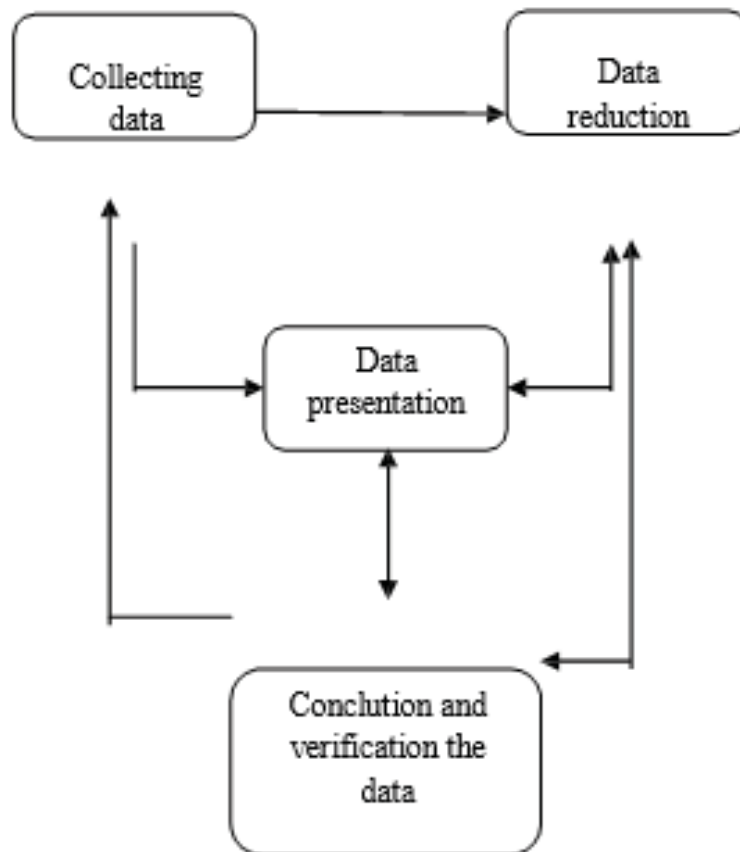 Collecting
data
Data
reduction
Data
presentation
Conclution and
verification the
data